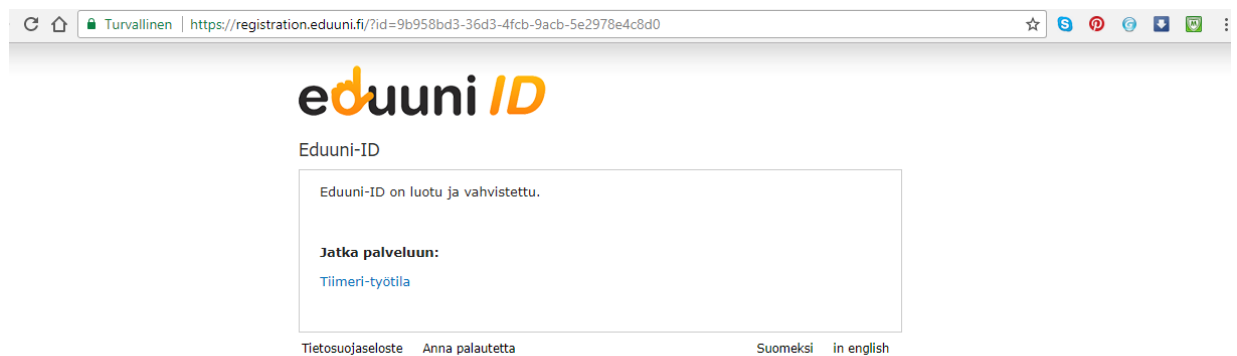 Turvallinen | https://registration.eduuni.fi/?id=9b958bd3-36d3-4fcb-9acb-5e2978e4c8d0
eduuni ID
Eduuni-ID
Eduuni-ID on luotu ja vahvistettu.
Jatka palveluun:
Tiimeri-työtila
Tietosuojaseloste Anna palautetta Suomeksi in english